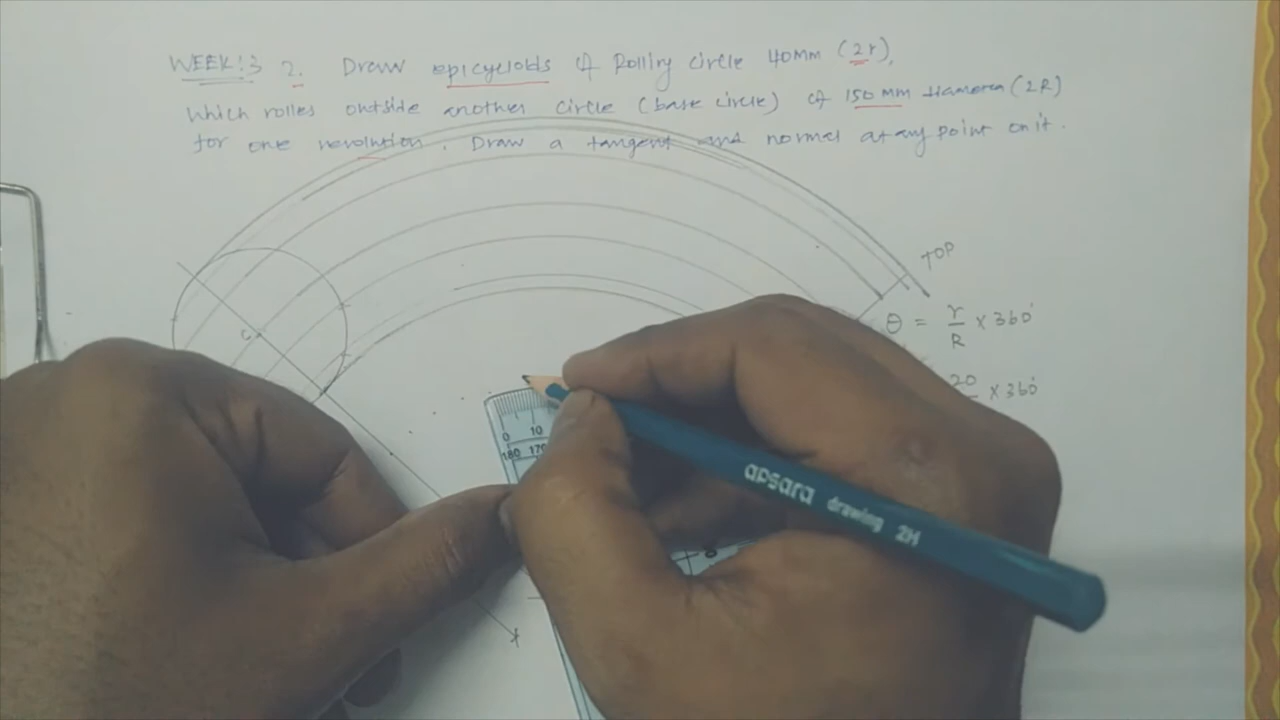 WEEK:3 2. Draw epicycloids of Rolling circle 40mm (2r),
which rolles outside another circle (base circle) of 150 MM (2R)
for one revolution. Draw a tangent and normal at any point on it.
TOP
θ = r/R × 360°
20 × 360°
C
0 10
180 170
apsara drawing 2H